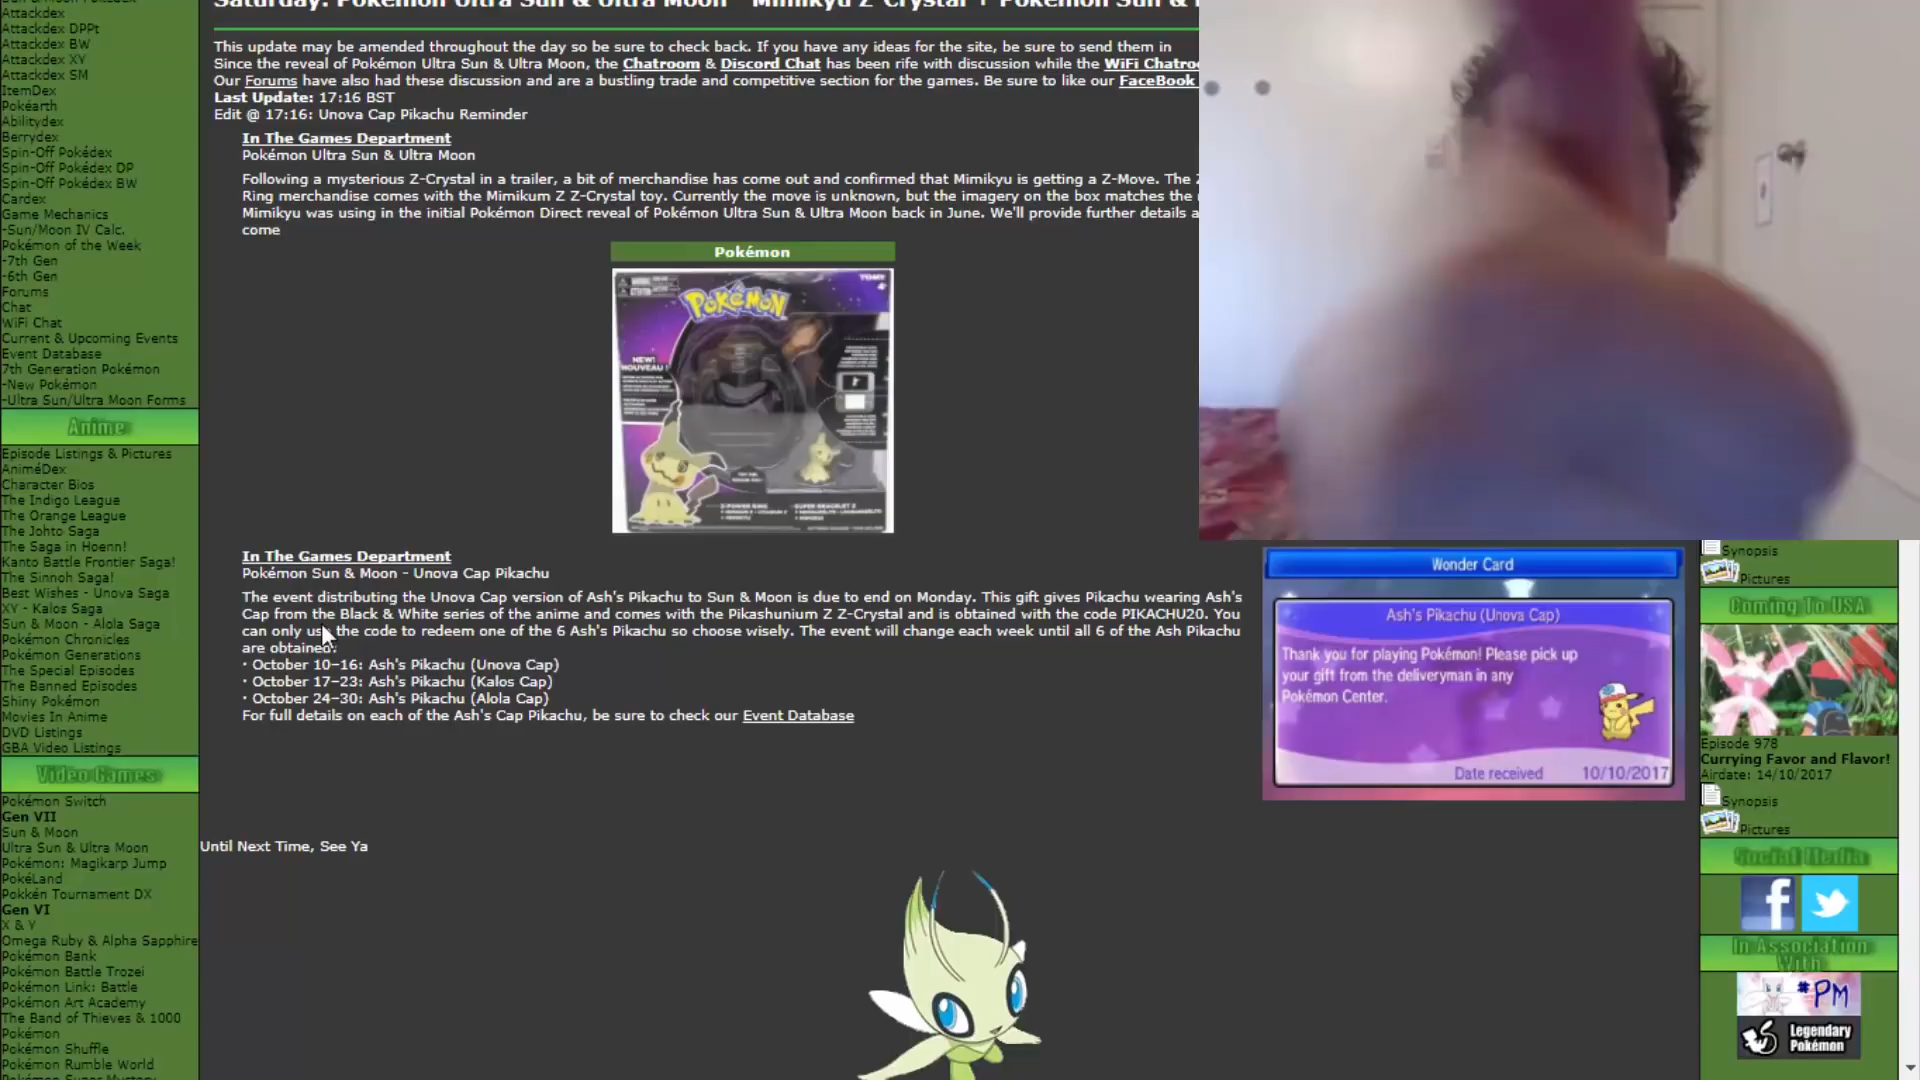 Attackdex
Attackdex DPPt
Attackdex BW
Attackdex XY
Attackdex SM
ItemDex
Pokéarth
Abilitydex
Berrydex
Spin-Off Pokédex
Spin-Off Pokédex DP
Spin-Off Pokédex BW
Cardex
Game Mechanics
-Sun/Moon IV Calc.
Pokémon of the Week
-7th Gen
-6th Gen
Forums
Chat
WiFi Chat
Current & Upcoming Events
Event Database
7th Generation Pokémon
-New Pokémon
-Ultra Sun/Ultra Moon Forms
Anime
Episode Listings & Pictures
AniméDex
Character Bios
The Indigo League
The Orange League
The Johto Saga
The Saga in Hoenn!
Kanto Battle Frontier Saga!
The Sinnoh Saga!
Best Wishes - Unova Saga
XY - Kalos Saga
Sun & Moon - Alola Saga
Pokémon Chronicles
Pokémon Generations
The Special Episodes
The Banned Episodes
Shiny Pokémon
Movies In Anime
DVD Listings
GBA Video Listings
Video Games
Pokémon Switch
Gen VII
Sun & Moon
Ultra Sun & Ultra Moon
Pokémon: Magikarp Jump
PokéLand
Pokkén Tournament DX
Gen VI
X & Y
Omega Ruby & Alpha Sapphire
Pokémon Bank
Pokémon Battle Trozei
Pokémon Link: Battle
Pokémon Art Academy
The Band of Thieves & 1000
Pokémon
Pokémon Shuffle
Pokémon Rumble World
Saturday: Pokémon Ultra Sun & Ultra Moon - Mimikyu Z-Crystal + Pokémon Sun &
This update may be amended throughout the day so be sure to check back. If you have any ideas for the site, be sure to send them in
Since the reveal of Pokémon Ultra Sun & Ultra Moon, the Chatroom & Discord Chat has been rife with discussion while the WiFi Chatroo
Our Forums have also had these discussion and are a bustling trade and competitive section for the games. Be sure to like our FaceBook
Last Update: 17:16 BST
Edit @ 17:16: Unova Cap Pikachu Reminder
In The Games Department
Pokémon Ultra Sun & Ultra Moon
Following a mysterious Z-Crystal in a trailer, a bit of merchandise has come out and confirmed that Mimikyu is getting a Z-Move. The Z
Ring merchandise comes with the Mimikum Z Z-Crystal toy. Currently the move is unknown, but the imagery on the box matches the
Mimikyu was using in the initial Pokémon Direct reveal of Pokémon Ultra Sun & Ultra Moon back in June. We'll provide further details a
come
Pokémon
TOMY
POKÉMON
NEW!
NOUVEAU!
In The Games Department
Pokémon Sun & Moon - Unova Cap Pikachu
The event distributing the Unova Cap version of Ash's Pikachu to Sun & Moon is due to end on Monday. This gift gives Pikachu wearing Ash's
Cap from the Black & White series of the anime and comes with the Pikashunium Z Z-Crystal and is obtained with the code PIKACHU20. You
can only use the code to redeem one of the 6 Ash's Pikachu so choose wisely. The event will change each week until all 6 of the Ash Pikachu
are obtained.
· October 10–16: Ash's Pikachu (Unova Cap)
· October 17–23: Ash's Pikachu (Kalos Cap)
· October 24–30: Ash's Pikachu (Alola Cap)
For full details on each of the Ash's Cap Pikachu, be sure to check our Event Database
Until Next Time, See Ya
Wonder Card
Ash's Pikachu (Unova Cap)
Thank you for playing Pokémon! Please pick up
your gift from the deliveryman in any
Pokémon Center.
Date received 10/10/2017
Synopsis
Pictures
Coming To USA
Episode 978
Currying Favor and Flavor!
Airdate: 14/10/2017
Synopsis
Pictures
Social Media
In Association
With
#PM
Legendary
Pokémon